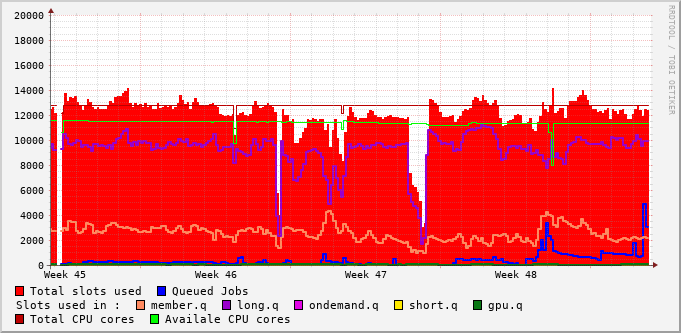 RRDTOOL / TOBI OETIKER
20000
18000
16000
14000
12000
10000
8000
6000
4000
2000
0
Week 45 Week 46 Week 47 Week 48
Total slots used Queued Jobs
Slots used in : member.q long.q ondemand.q short.q gpu.q
Total CPU cores Availale CPU cores